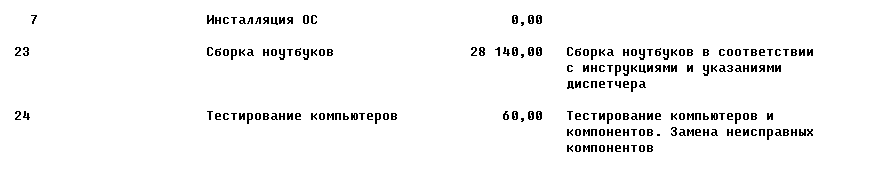 7 Инсталляция ОС 0,00
23 Сборка ноутбуков 28 140,00 Сборка ноутбуков в соответствии
с инструкциями и указаниями
диспетчера
24 Тестирование компьютеров 60,00 Тестирование компьютеров и
компонентов. Замена неисправных
компонентов